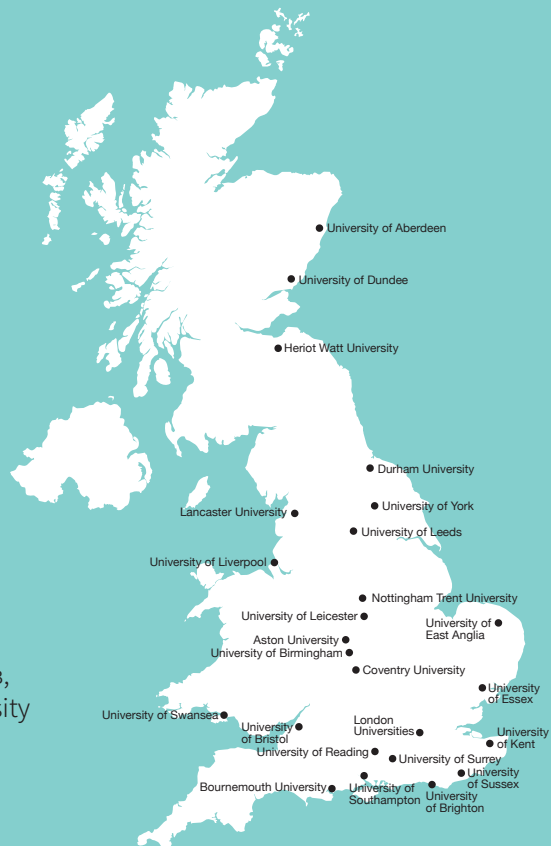 University of Aberdeen
University of Dundee
Heriot Watt University
Durham University
University of York
Lancaster University
University of Leeds
University of Liverpool
Nottingham Trent University
University of Leicester
University of
East Anglia
Aston University
University of Birmingham
Coventry University
University
of Essex
University of Swansea
University
of Bristol
London
Universities
University
of Kent
University of Reading
University of Surrey
University
of Sussex
Bournemouth University
University of
Southampton
University
of Brighton